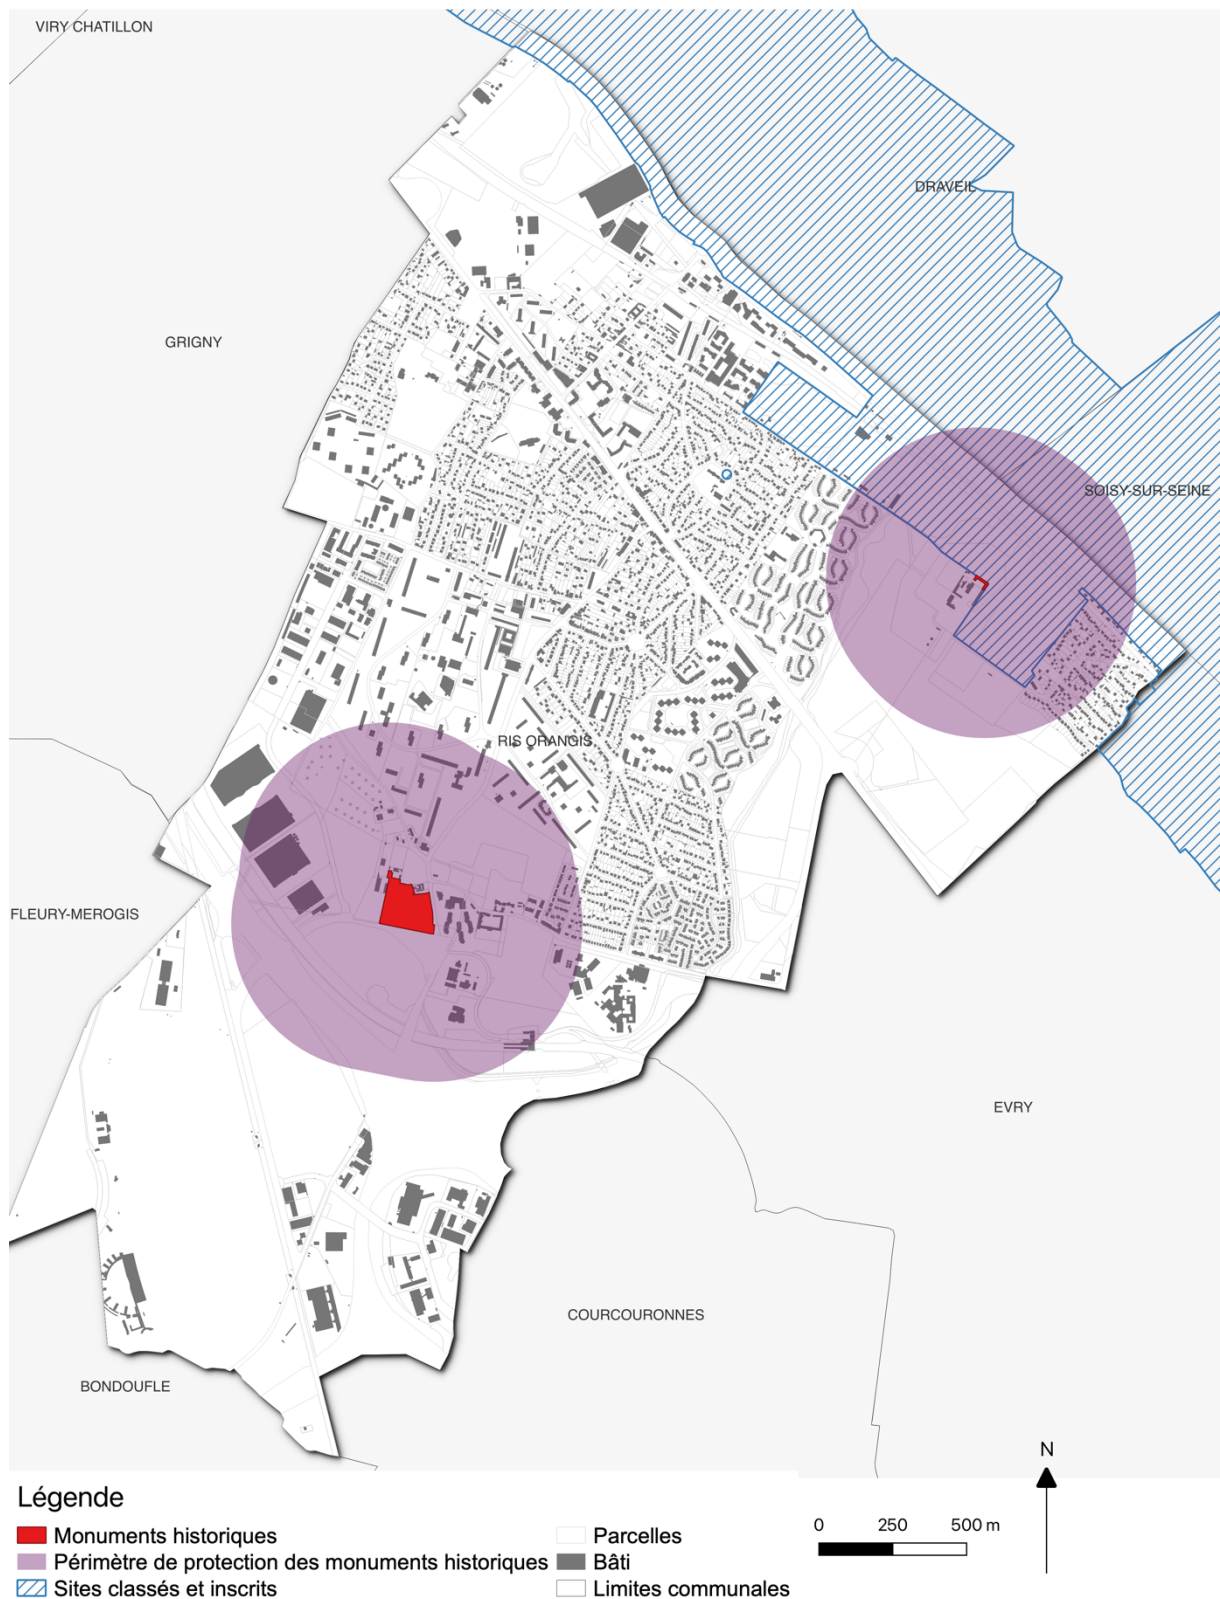 VIRY CHATILLON
DRAVEIL
GRIGNY
SOISY-SUR-SEINE
RIS ORANGIS
FLEURY-MEROGIS
EVRY
COURCOURONNES
BONDOUFLE
N
Légende
Monuments historiques
Périmètre de protection des monuments historiques
Sites classés et inscrits
Parcelles
Bâti
Limites communales
0 250 500 m